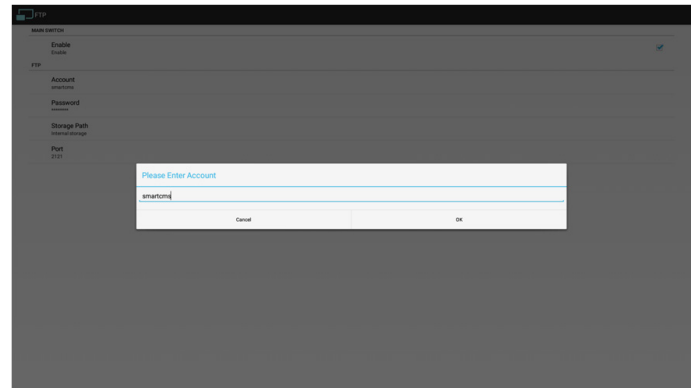 FTP
MAIN SWITCH
Enable
Enable
FTP
Account
smartcms
Password
********
Storage Path
Internal storage
Port
2121
Please Enter Account
smartcms
Cancel
OK